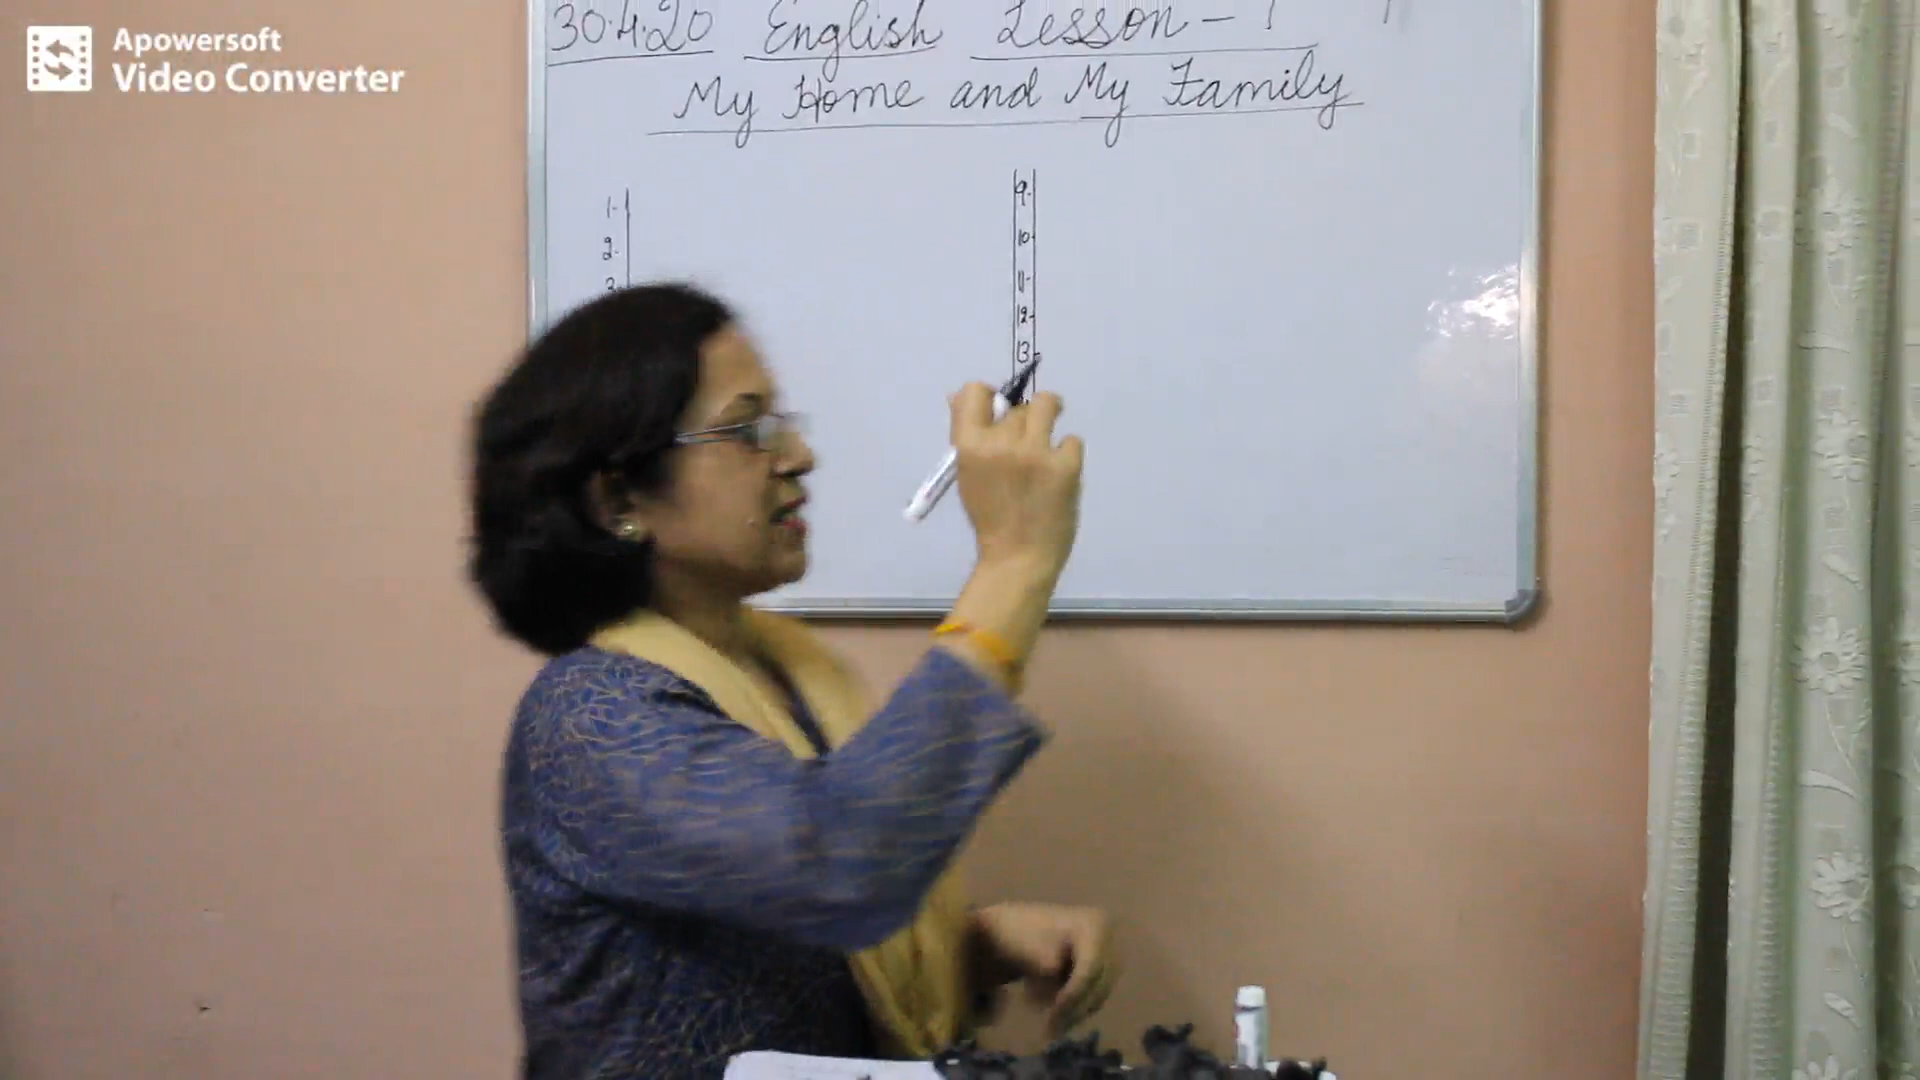 Apowersoft
Video Converter
30.4.20 English Lesson - 1
My Home and My Family
1-
2-
3-
9-
10-
11-
12-
13-